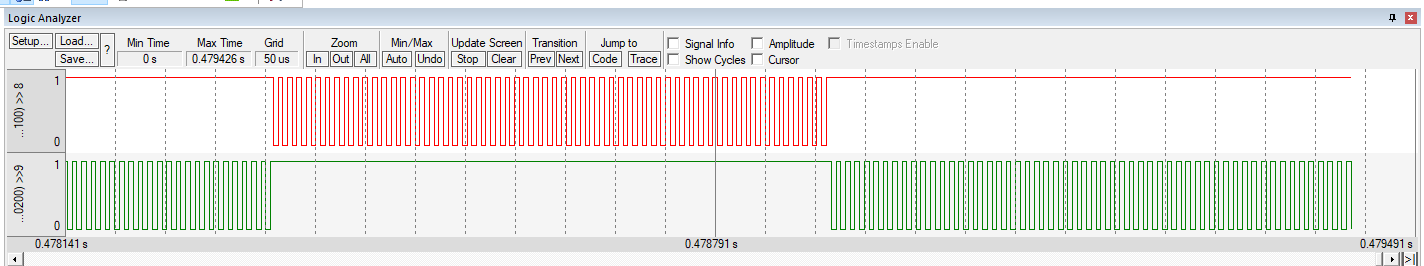 Logic Analyzer
Setup... Load... Save... ? Min Time 0 s Max Time 0.479426 s Grid 50 us Zoom In Out All Min/Max Auto Undo Update Screen Stop Clear Transition Prev Next Jump to Code Trace Signal Info Show Cycles Amplitude Cursor Timestamps Enable
1
...100) >> 8
0
1
...0200) >>9
0
0.478141 s 0.478791 s 0.479491 s